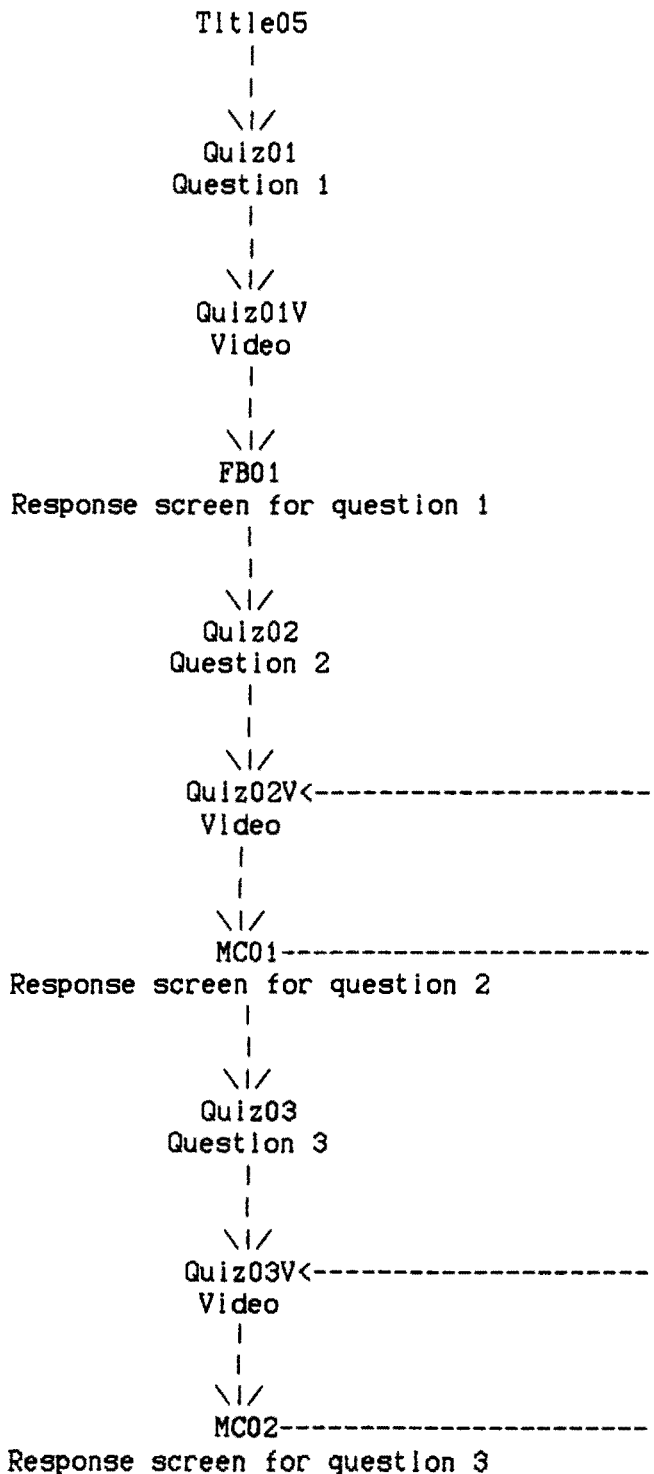 Title05
|
|
\|/
Quiz01
Question 1
|
|
\|/
Quiz01V
Video
|
|
\|/
FB01
Response screen for question 1
|
|
\|/
Quiz02
Question 2
|
|
\|/
Quiz02V<---------------------
Video
|
|
\|/
MC01-----------------------
Response screen for question 2
|
|
\|/
Quiz03
Question 3
|
|
\|/
Quiz03V<---------------------
Video
|
|
\|/
MC02-----------------------
Response screen for question 3